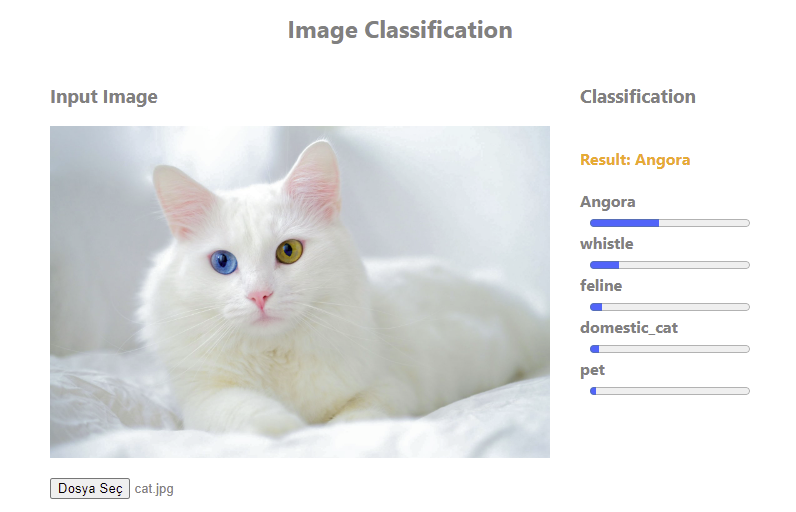 Image Classification
Input Image
Classification
Result: Angora
Angora
whistle
feline
domestic_cat
pet
Dosya Seç cat.jpg